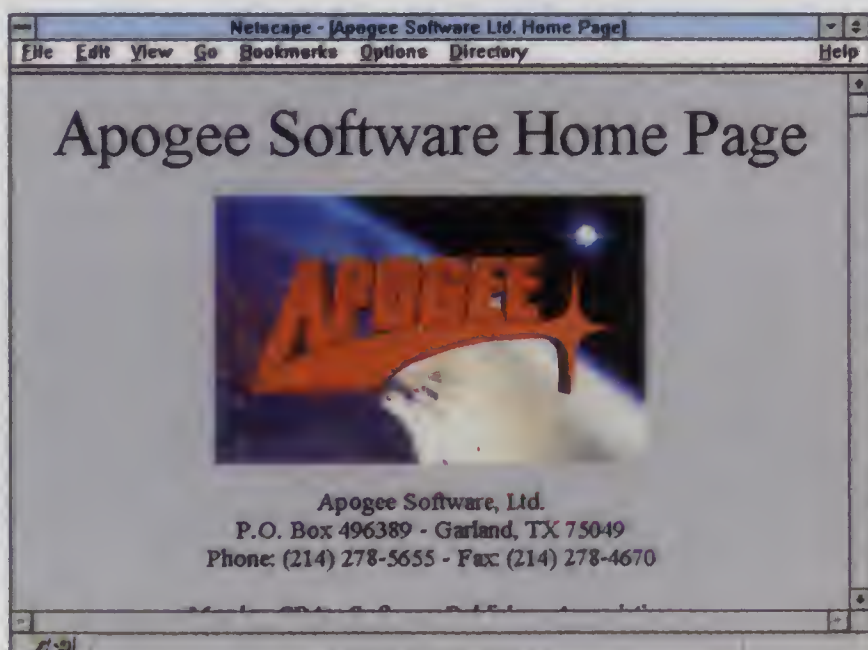 Netscape - [Apogee Software Ltd. Home Page]
File Edit View Go Bookmarks Options Directory Help
Apogee Software Home Page
APOGEE
Apogee Software, Ltd.
P.O. Box 496389 - Garland, TX 75049
Phone: (214) 278-5655 - Fax: (214) 278-4670